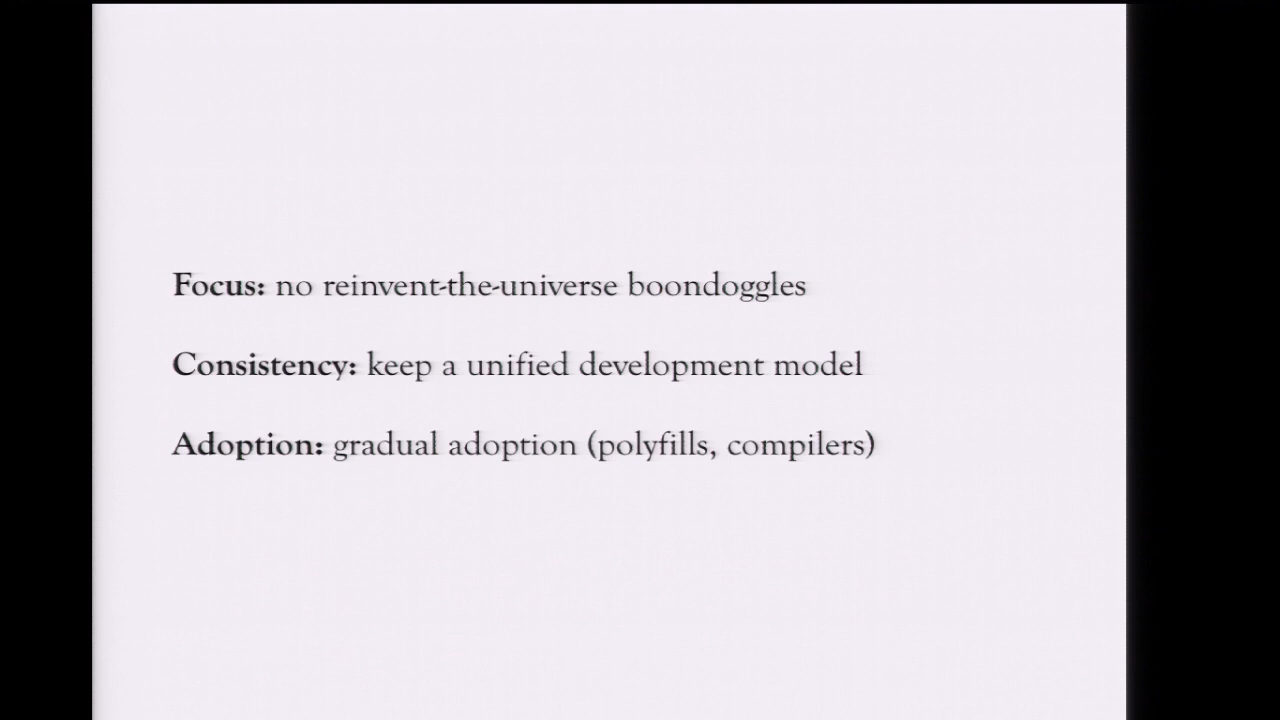 Focus: no reinvent-the-universe boondoggles
Consistency: keep a unified development model
Adoption: gradual adoption (polyfills, compilers)